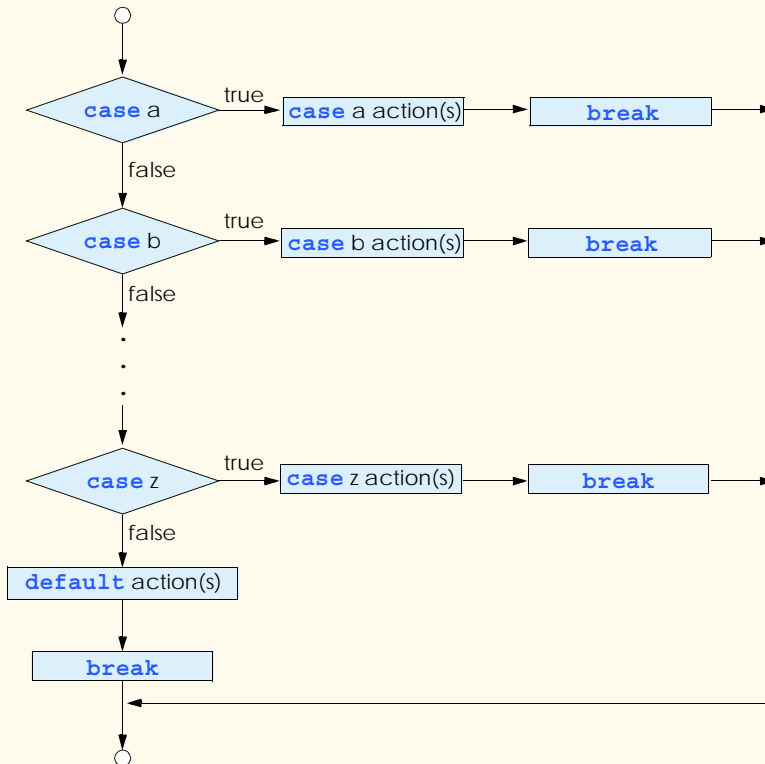 true
case a
case a action(s)
break
false
true
case b
case b action(s)
break
false
.
.
.
true
case z
case z action(s)
break
false
default action(s)
break